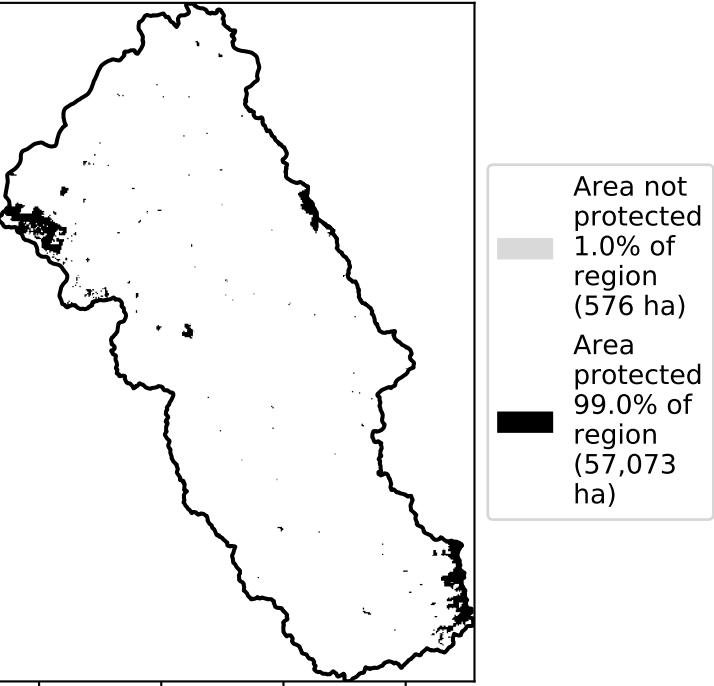 Area not
protected
1.0% of
region
(576 ha)
Area
protected
99.0% of
region
(57,073
ha)